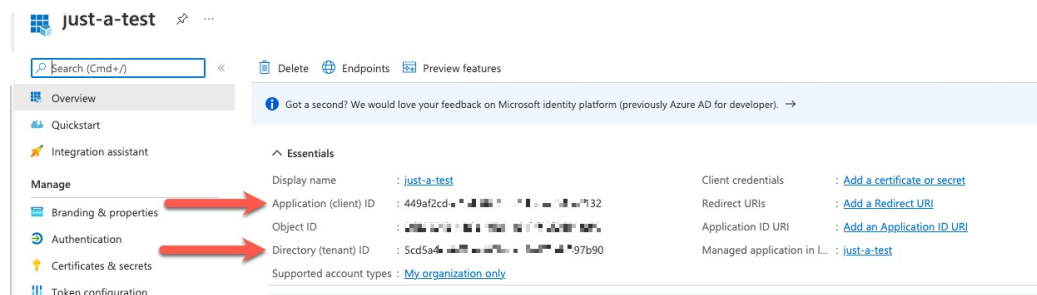 just-a-test
Search (Cmd+/)
Overview
Quickstart
Integration assistant
Manage
Branding & properties
Authentication
Certificates & secrets
Token configuration
Delete Endpoints Preview features
Got a second? We would love your feedback on Microsoft identity platform (previously Azure AD for developer). →
Essentials
Display name : just-a-test
Application (client) ID : 449af2cd- 132
Object ID :
Directory (tenant) ID : 5cd5a4 97b90
Supported account types : My organization only
Client credentials : Add a certificate or secret
Redirect URIs : Add a Redirect URI
Application ID URI : Add an Application ID URI
Managed application in l... : just-a-test